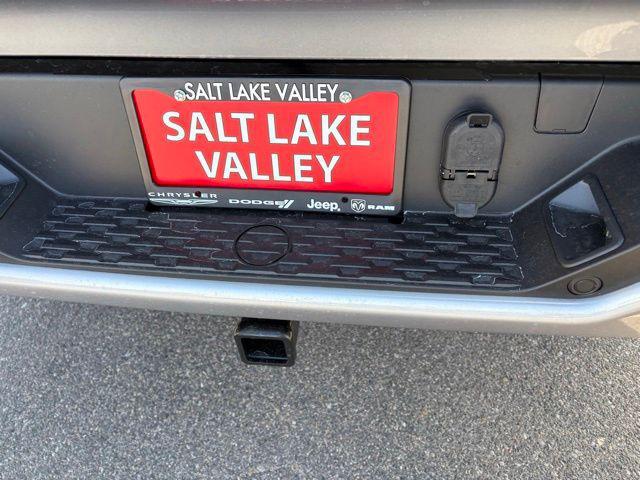 SALT LAKE VALLEY
SALT LAKE
VALLEY
CHRYSLER DODGE Jeep RAM